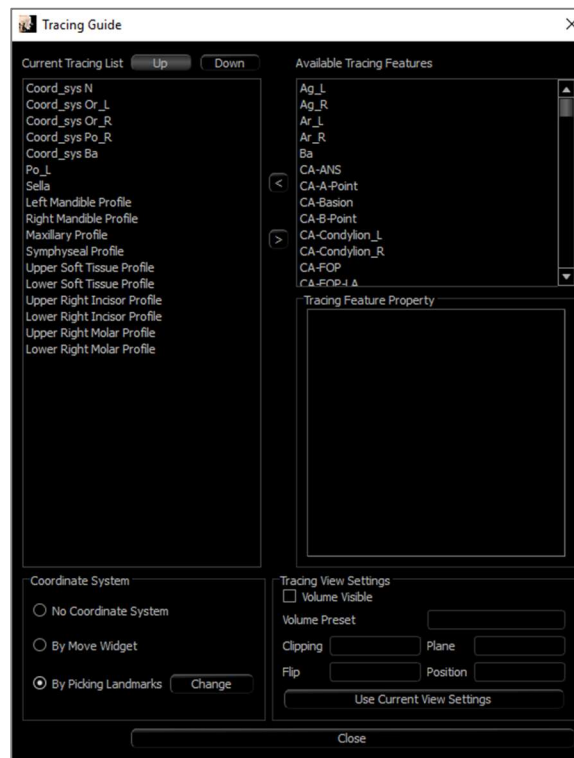 Tracing Guide
Current Tracing List
Up
Down
Coord_sys N
Coord_sys Or_L
Coord_sys Or_R
Coord_sys Po_R
Coord_sys Ba
Po_L
Sella
Left Mandible Profile
Right Mandible Profile
Maxillary Profile
Symphyseal Profile
Upper Soft Tissue Profile
Lower Soft Tissue Profile
Upper Right Incisor Profile
Lower Right Incisor Profile
Upper Right Molar Profile
Lower Right Molar Profile
<
>
Available Tracing Features
Ag_L
Ag_R
Ar_L
Ar_R
Ba
CA-ANS
CA-A-Point
CA-Basion
CA-B-Point
CA-Condylion_L
CA-Condylion_R
CA-FOP
CA-FOP-LA
Tracing Feature Property
Coordinate System
No Coordinate System
By Move Widget
By Picking Landmarks
Change
Tracing View Settings
Volume Visible
Volume Preset
Clipping
Plane
Flip
Position
Use Current View Settings
Close